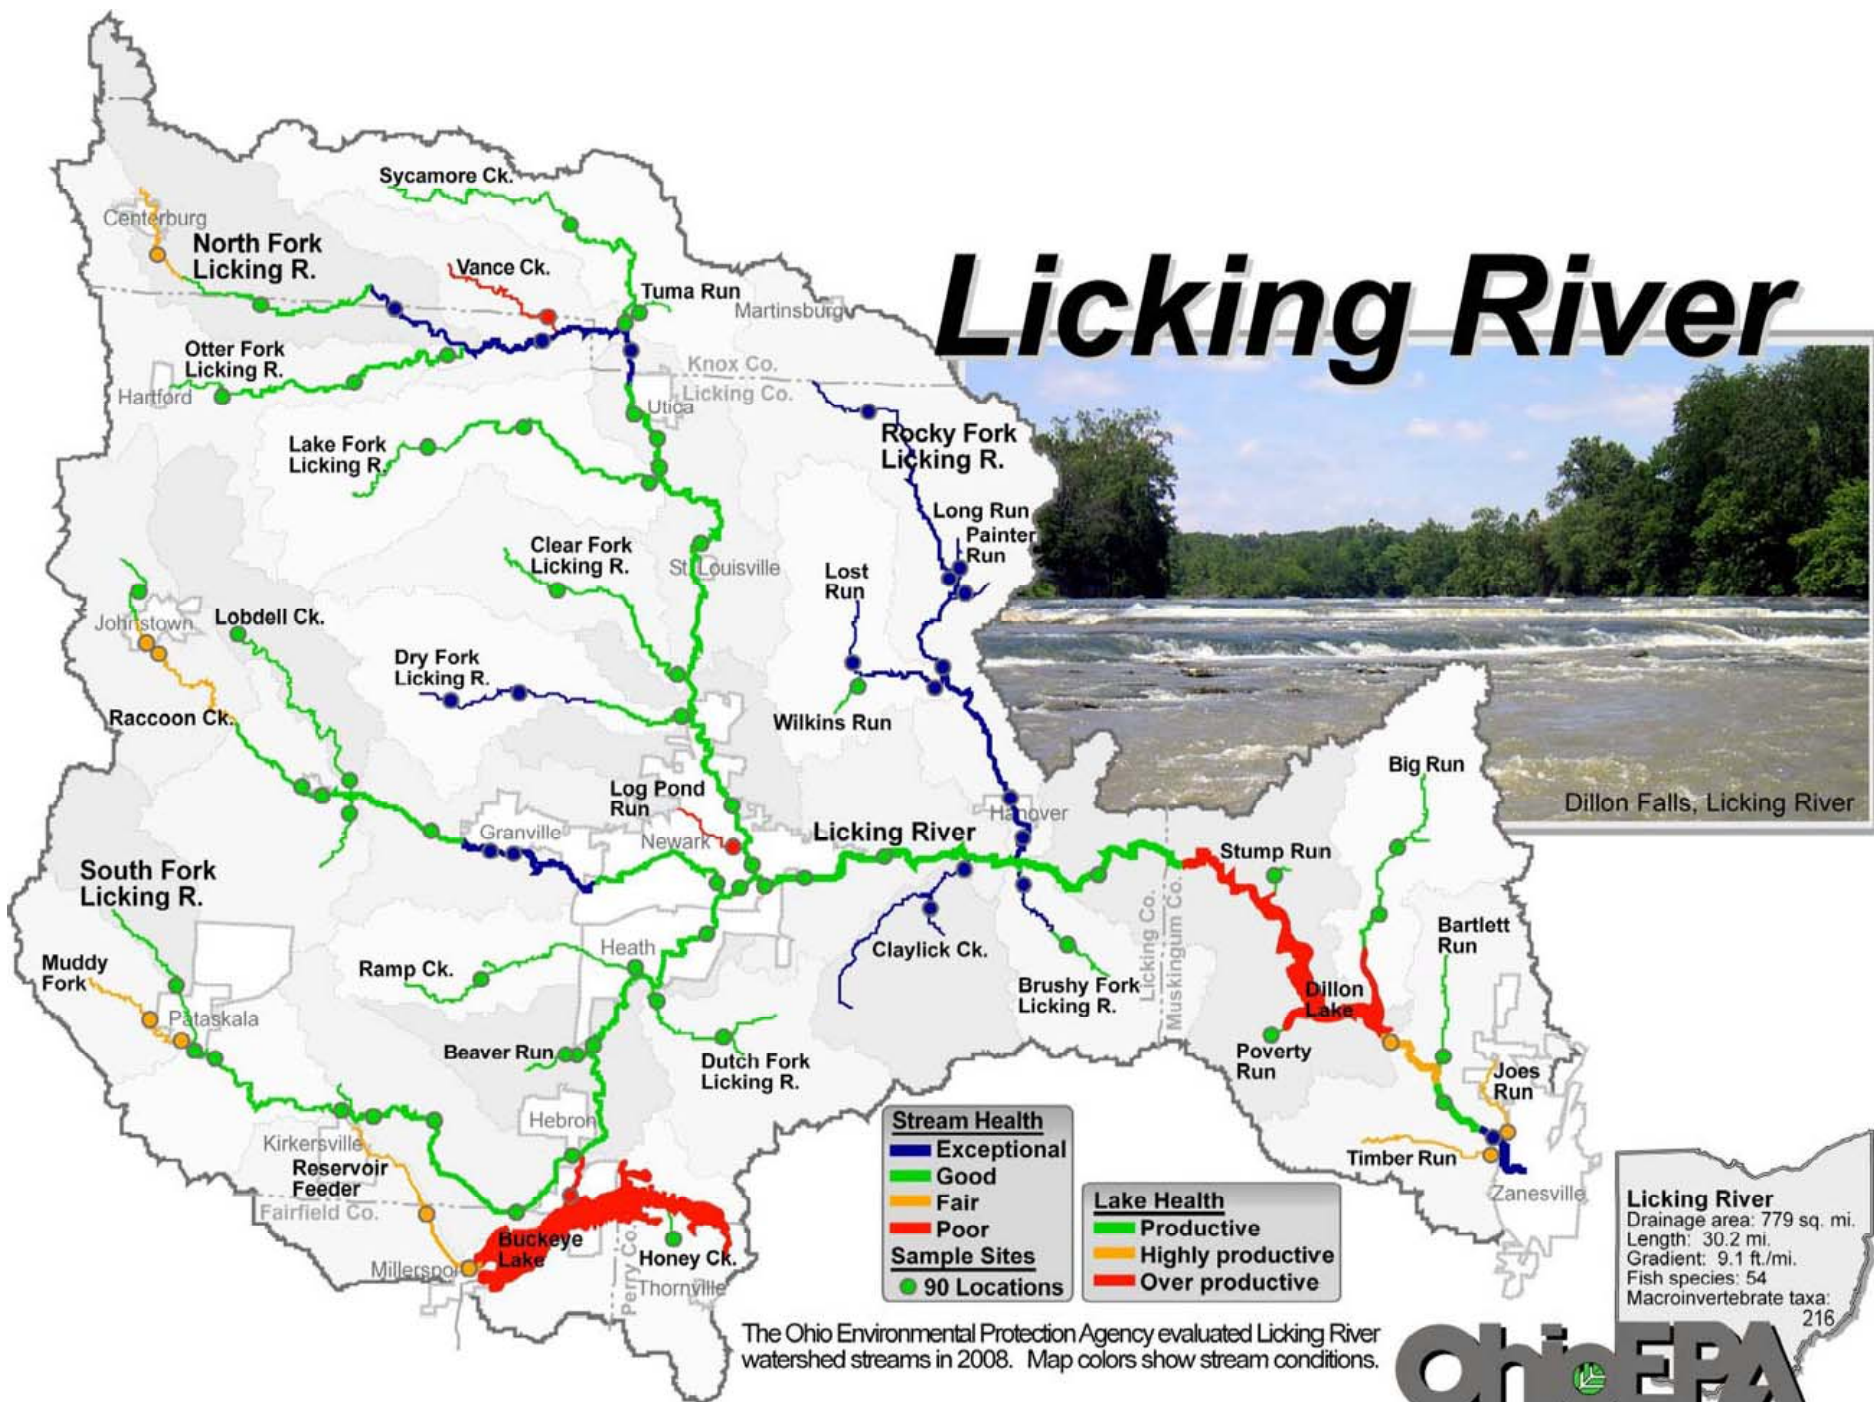 Licking River
Sycamore Ck.
Centerburg
North Fork
Licking R.
Vance Ck.
Tuma Run
Martinsburg
Otter Fork
Licking R.
Hartford
Knox Co.
Licking Co.
Utica
Lake Fork
Licking R.
Rocky Fork
Licking R.
Long Run
Painter
Run
Clear Fork
Licking R.
St. Louisville
Lost
Run
Johnstown
Lobdell Ck.
Dry Fork
Licking R.
Raccoon Ck.
Wilkins Run
Big Run
Dillon Falls, Licking River
Log Pond
Run
Granville
Newark
Licking River
Hanover
Stump Run
South Fork
Licking R.
Licking Co.
Muskingum Co.
Bartlett
Run
Heath
Claylick Ck.
Muddy
Fork
Ramp Ck.
Brushy Fork
Licking R.
Dillon
Lake
Pataskala
Beaver Run
Dutch Fork
Licking R.
Poverty
Run
Joes
Run
Hebron
Kirkersville
Reservoir
Feeder
Fairfield Co.
Timber Run
Zanesville
Buckeye
Lake
Perry Co.
Honey Ck.
Millersport
Thornville
Stream Health
Exceptional
Good
Fair
Poor
Sample Sites
90 Locations
Lake Health
Productive
Highly productive
Over productive
Licking River
Drainage area: 779 sq. mi.
Length: 30.2 mi.
Gradient: 9.1 ft./mi.
Fish species: 54
Macroinvertebrate taxa:
216
The Ohio Environmental Protection Agency evaluated Licking River
watershed streams in 2008. Map colors show stream conditions.
OhioEPA